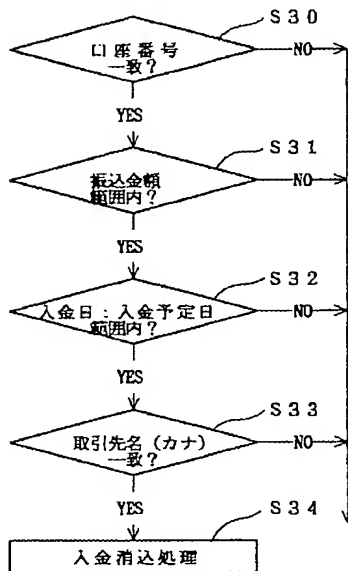 S30
口座番号
一致?
NO
YES
S31
振込金額
範囲内?
NO
YES
S32
入金日:入金予定日
範囲内?
NO
YES
S33
取引先名(カナ)
一致?
NO
YES
S34
入金消込処理